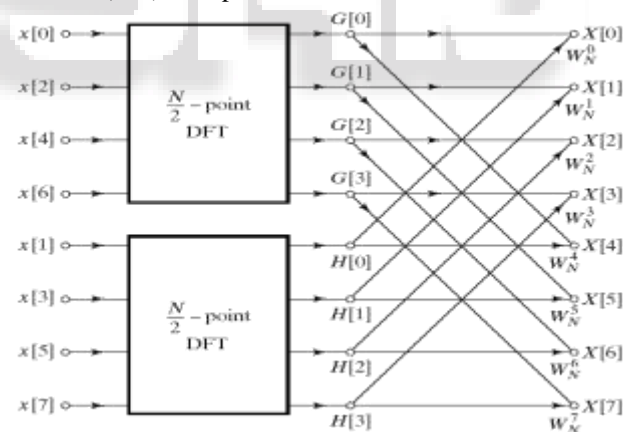 G[0]
x[0] X[0]
W_N^0
G[1]
x[2] X[1]
N/2 – point
DFT
W_N^1
G[2]
x[4] X[2]
W_N^2
G[3]
x[6] X[3]
W_N^3
x[1] X[4]
H[0] W_N^4
x[3] X[5]
N/2 – point
DFT
H[1] W_N^5
x[5] X[6]
H[2] W_N^6
x[7] X[7]
H[3] W_N^7